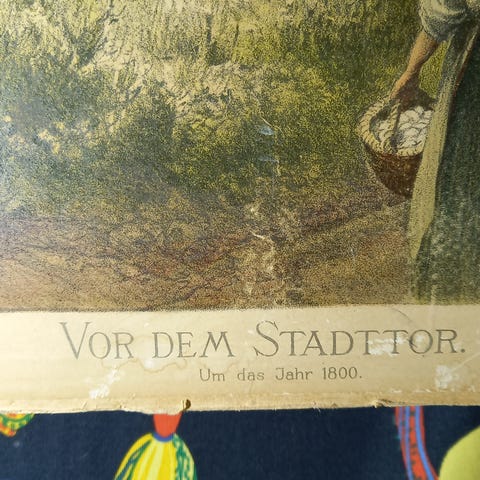 VOR DEM STADTTOR.
Um das Jahr 1800.